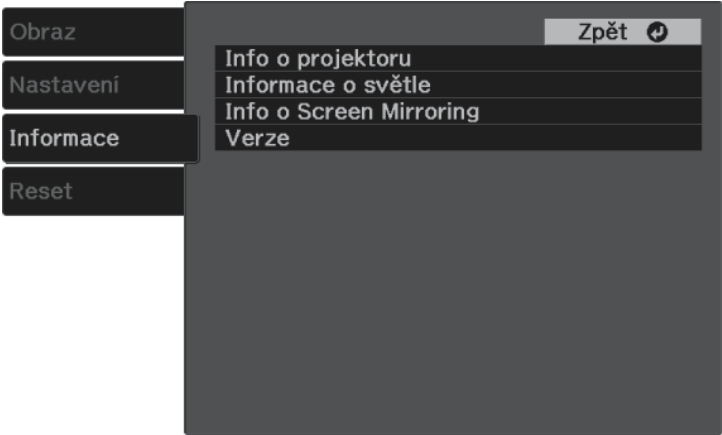 Obraz
Nastavení
Informace
Reset
Zpět
Info o projektoru
Informace o světle
Info o Screen Mirroring
Verze